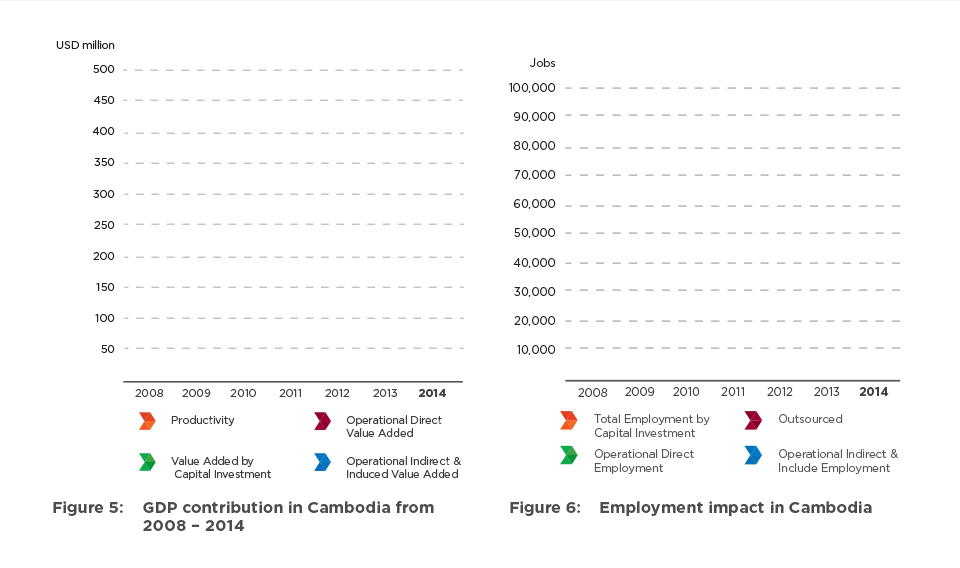 USD million
500
450
400
350
300
250
200
150
100
50
2008 2009 2010 2011 2012 2013 2014
Productivity
Operational Direct
Value Added
Value Added by
Capital Investment
Operational Indirect &
Induced Value Added
Figure 5: GDP contribution in Cambodia from
2008 – 2014
Jobs
100,000
90,000
80,000
70,000
60,000
50,000
40,000
30,000
20,000
10,000
2008 2009 2010 2011 2012 2013 2014
Total Employment by
Capital Investment
Outsourced
Operational Direct
Employment
Operational Indirect &
Include Employment
Figure 6: Employment impact in Cambodia